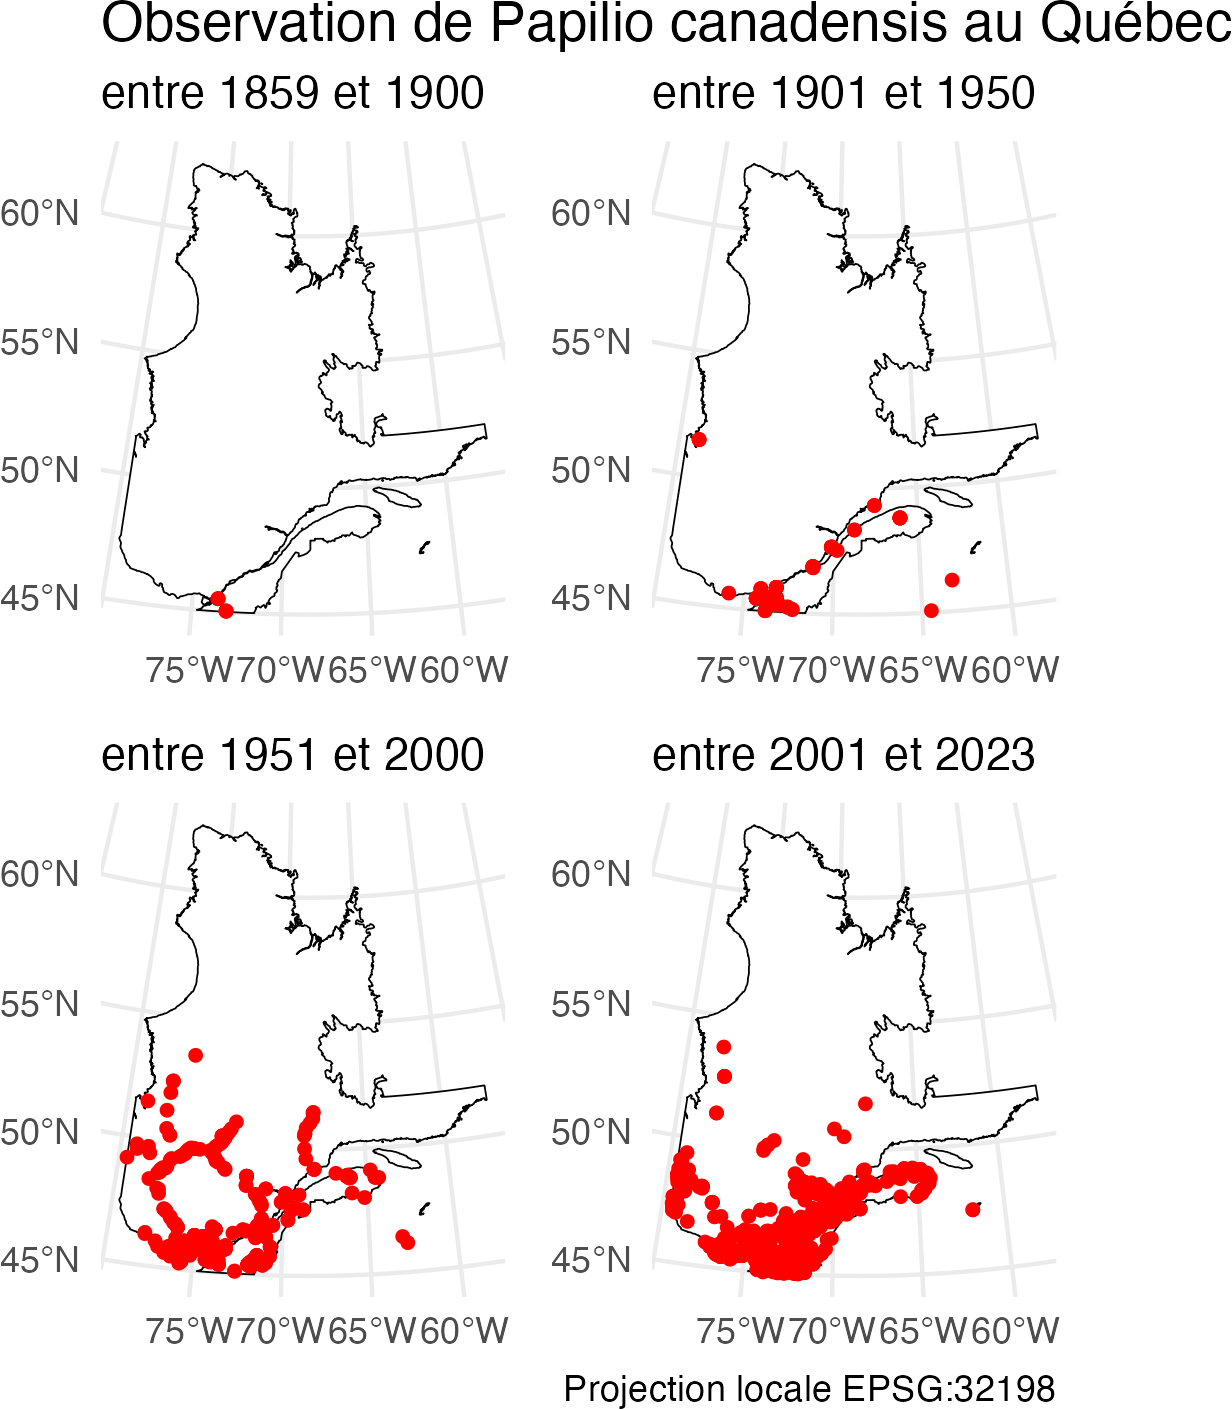 Observation de Papilio canadensis au Québec
entre 1859 et 1900
60°N
55°N
50°N
45°N
75°W 70°W 65°W 60°W
entre 1901 et 1950
60°N
55°N
50°N
45°N
75°W 70°W 65°W 60°W
entre 1951 et 2000
60°N
55°N
50°N
45°N
75°W 70°W 65°W 60°W
entre 2001 et 2023
60°N
55°N
50°N
45°N
75°W 70°W 65°W 60°W
Projection locale EPSG:32198